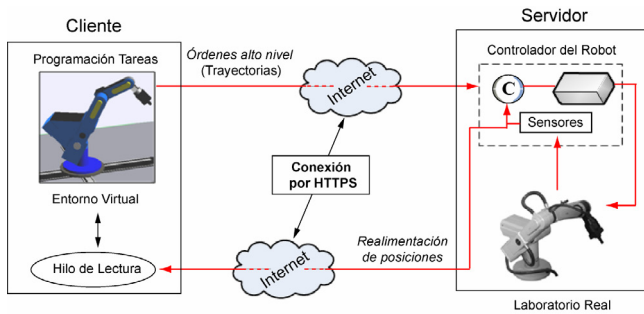 Cliente
Programación Tareas
Entorno Virtual
Hilo de Lectura
Órdenes alto nivel
(Trayectorias)
Internet
Conexión
por HTTPS
Internet
Realimentación
de posiciones
Servidor
Controlador del Robot
C
Sensores
Laboratorio Real